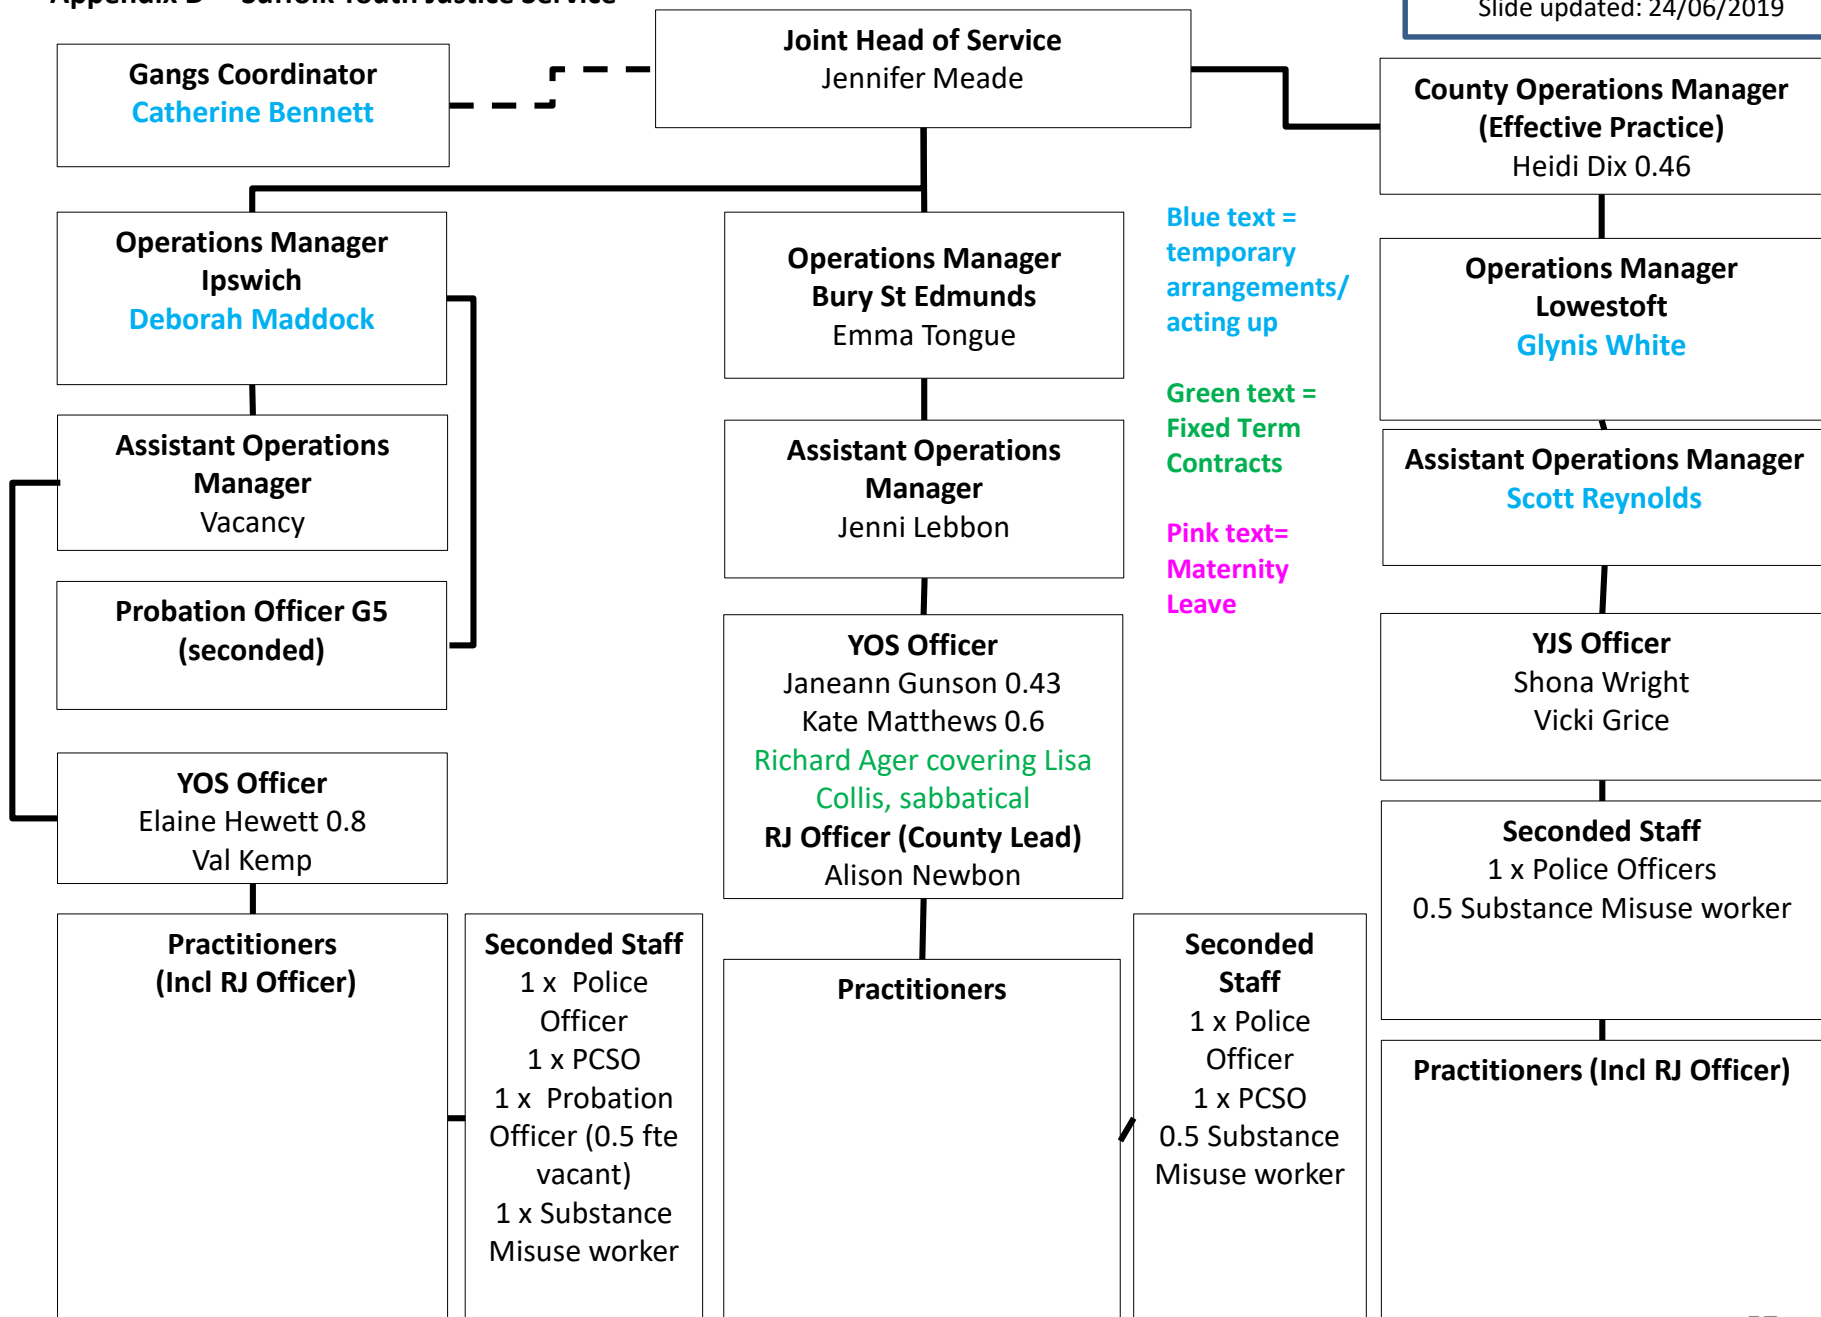 Slide updated: 24/06/2019
Joint Head of Service
Jennifer Meade
Gangs Coordinator
Catherine Bennett
County Operations Manager
(Effective Practice)
Heidi Dix 0.46
Operations Manager
Ipswich
Deborah Maddock
Assistant Operations
Manager
Vacancy
Probation Officer G5
(seconded)
YOS Officer
Elaine Hewett 0.8
Val Kemp
Practitioners
(Incl RJ Officer)
Seconded Staff
1 x Police
Officer
1 x PCSO
1 x Probation
Officer (0.5 fte
vacant)
1 x Substance
Misuse worker
Operations Manager
Bury St Edmunds
Emma Tongue
Assistant Operations
Manager
Jenni Lebbon
YOS Officer
Janeann Gunson 0.43
Kate Matthews 0.6
Richard Ager covering Lisa
Collis, sabbatical
RJ Officer (County Lead)
Alison Newbon
Practitioners
Seconded
Staff
1 x Police
Officer
1 x PCSO
0.5 Substance
Misuse worker
Blue text =
temporary
arrangements/
acting up
Green text =
Fixed Term
Contracts
Pink text=
Maternity
Leave
Operations Manager
Lowestoft
Glynis White
Assistant Operations Manager
Scott Reynolds
YJS Officer
Shona Wright
Vicki Grice
Seconded Staff
1 x Police Officers
0.5 Substance Misuse worker
Practitioners (Incl RJ Officer)